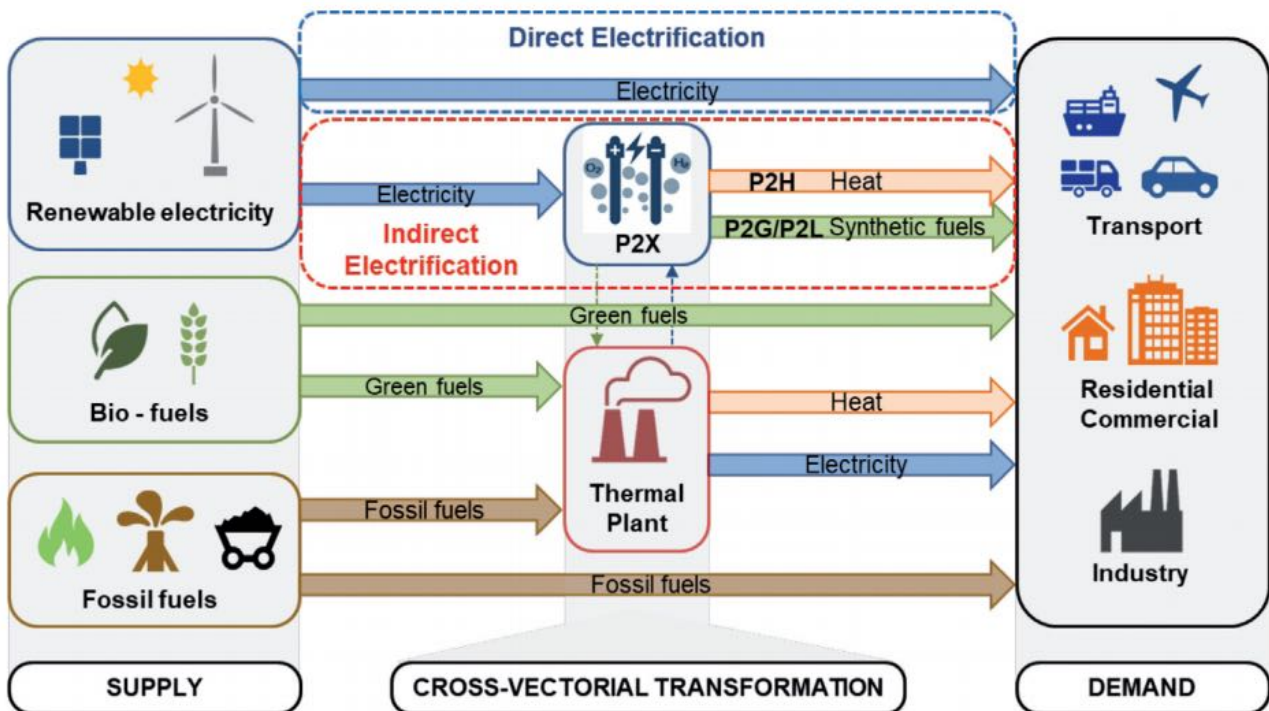 Direct Electrification
Electricity
Renewable electricity
Electricity
Indirect
Electrification
O₂
P2X
P2H Heat
P2G/P2L Synthetic fuels
Transport
Green fuels
Bio - fuels
Green fuels
Thermal
Plant
Heat
Electricity
Residential
Commercial
Fossil fuels
Fossil fuels
Fossil fuels
Industry
SUPPLY
CROSS-VECTORIAL TRANSFORMATION
DEMAND